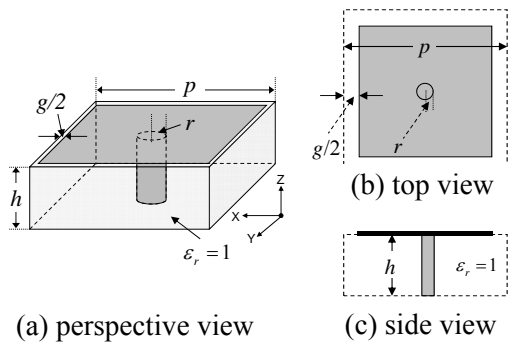 p
g/2
r
h
Z
X
Y
εᵣ = 1
(a) perspective view
p
g/2
r
(b) top view
h
εᵣ = 1
(c) side view